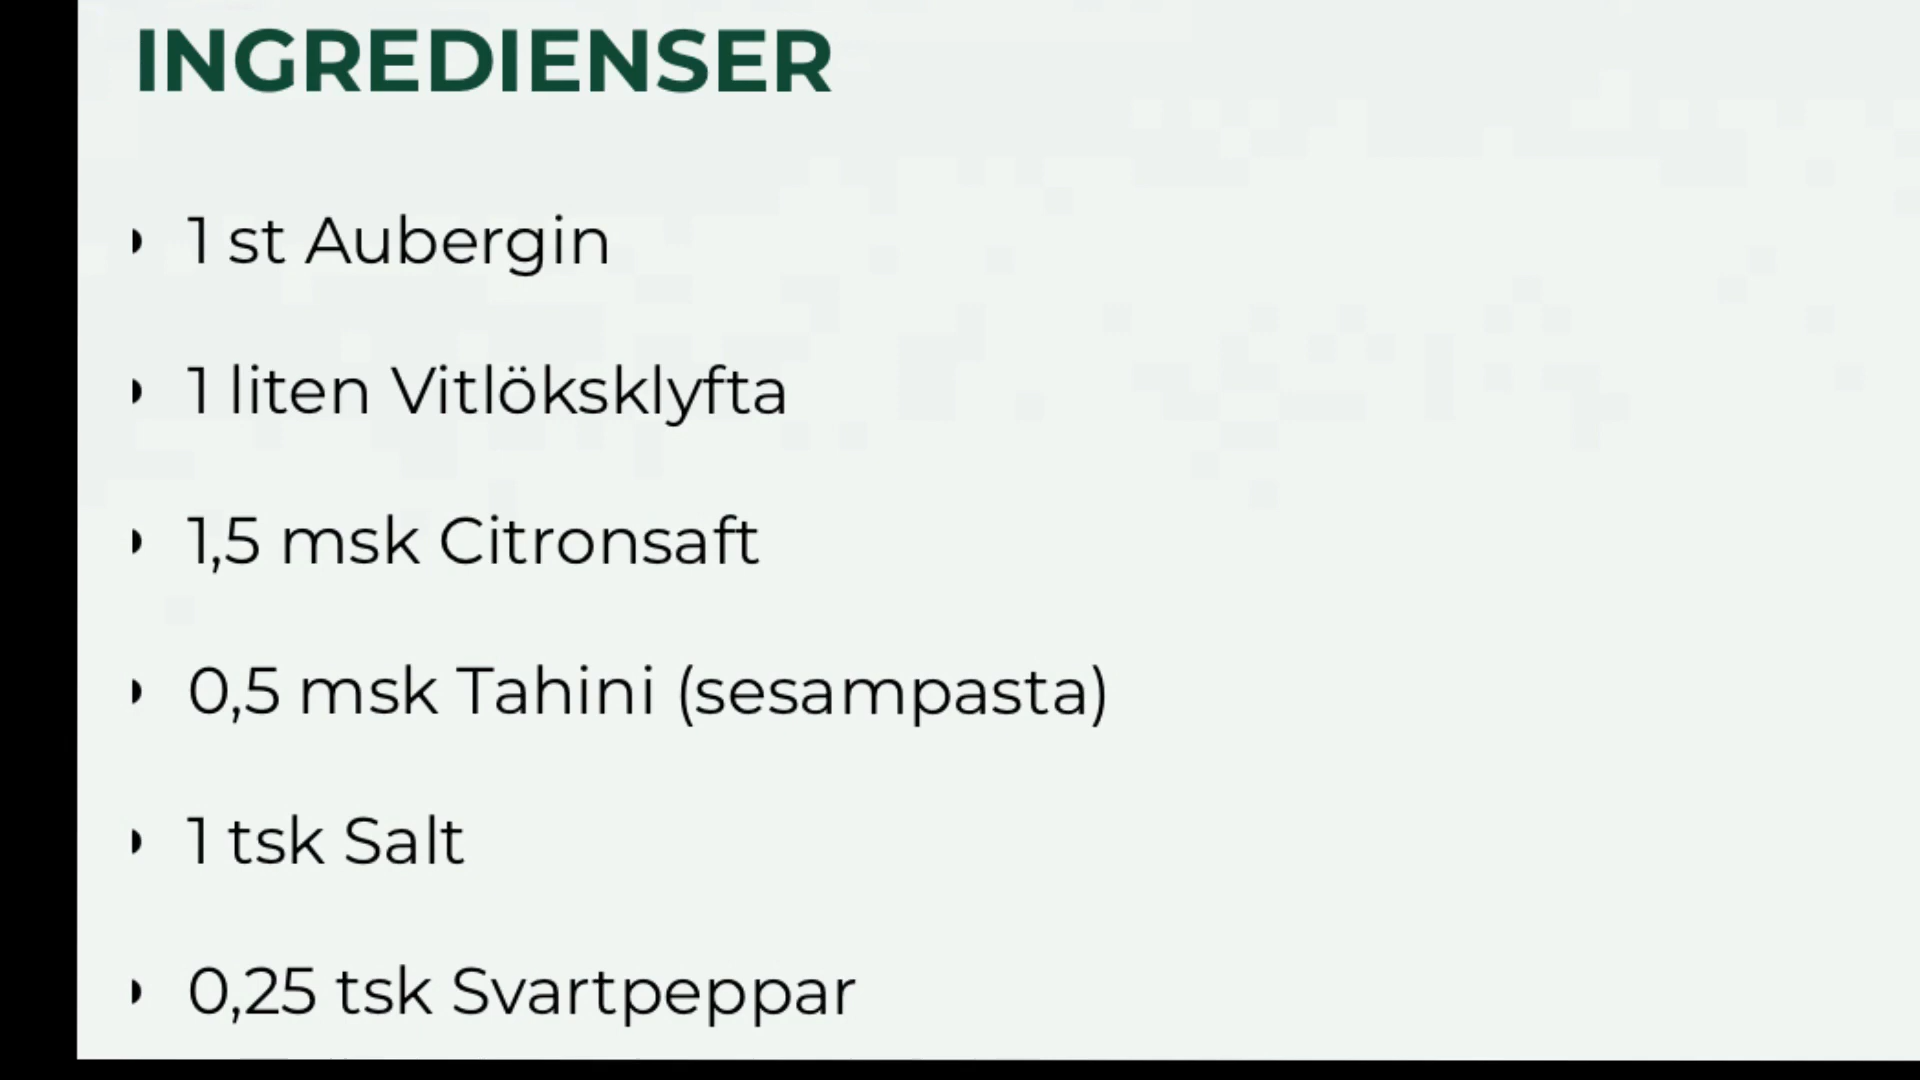 INGREDIENSER
1 st Aubergin
1 liten Vitlöksklyfta
1,5 msk Citronsaft
0,5 msk Tahini (sesampasta)
1 tsk Salt
0,25 tsk Svartpeppar